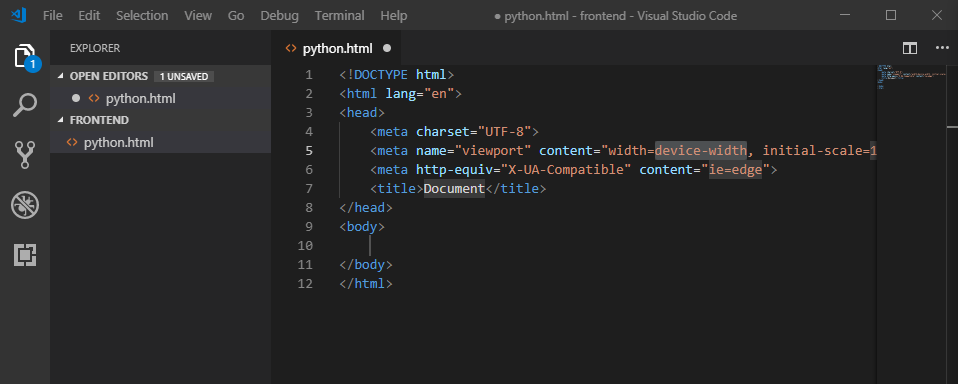 File Edit Selection View Go Debug Terminal Help ● python.html - frontend - Visual Studio Code
EXPLORER
OPEN EDITORS 1 UNSAVED
python.html
FRONTEND
python.html
1
python.html
1 <!DOCTYPE html>
2 <html lang="en">
3 <head>
4 <meta charset="UTF-8">
5 <meta name="viewport" content="width=device-width, initial-scale=1
6 <meta http-equiv="X-UA-Compatible" content="ie=edge">
7 <title>Document</title>
8 </head>
9 <body>
10
11 </body>
12 </html>